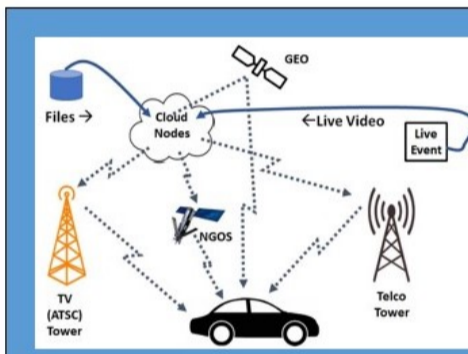 GEO
Files →
Cloud
Nodes
←Live Video
Live
Event
NGOS
TV
(ATSC)
Tower
Telco
Tower